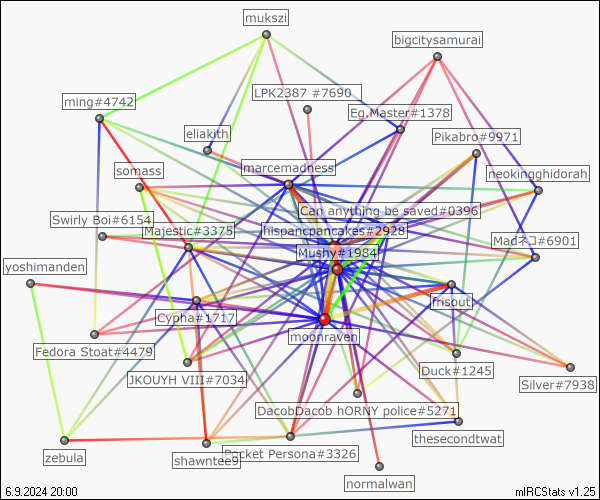 mukszi
bigcitysamurai
LPK2387 #7690
ming#4742
Eg.Master#1378
eliakith
Pikabro#9971
marcemadness
somass
neokingghidorah
Can anything be saved#0396
Swirly Boi#6154
Majestic#3375
hispancpancakes#2928
Madネコ#6901
Mushy#1984
yoshimanden
frisout
Cypha#1717
moonraven
Fedora Stoat#4479
JKOUYH VIII#7034
Duck#1245
Silver#7938
DacobDacob hORNY police#5271
thesecondtwat
zebula
shawntee9
Pocket Persona#3326
normalwan
6.9.2024 20:00
mIRCStats v1.25